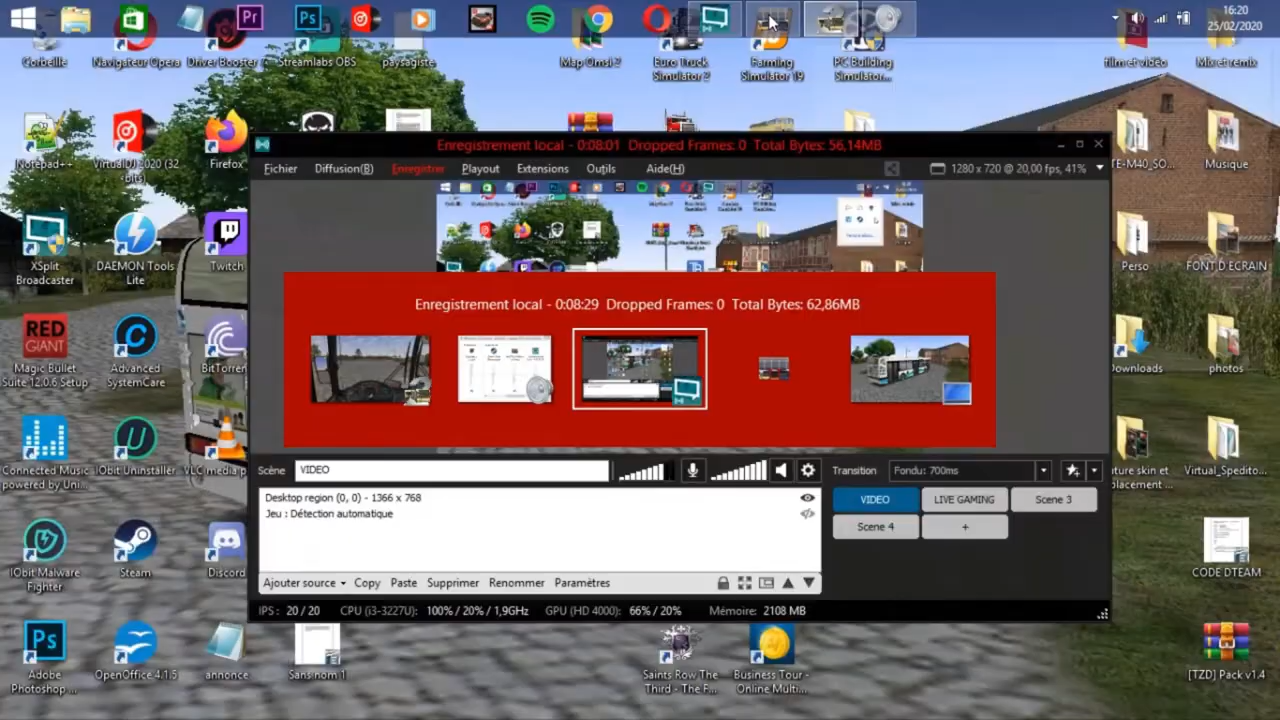 16:20
25/02/2020
Corbeille
Navigateur Opera
Driver Booster 7
Streamlabs OBS
paysagiste
Map Omsi 2
Euro Truck
Simulator 2
Farming
Simulator 19
PC Building
Simulator...
film et vidéo
Mix et remix
Notepad++
VirtualDJ 2020 (32
-bits)
Firefox
TE-M40_SO...
Musique
Enregistrement local - 0:08:01 Dropped Frames: 0 Total Bytes: 56,14MB
Fichier
Diffusion(B)
Enregistrer
Playout
Extensions
Outils
Aide(H)
1280 x 720 @ 20,00 fps, 41%
XSplit
Broadcaster
DAEMON Tools
Lite
Twitch
Perso
FONT D ECRAIN
Enregistrement local - 0:08:29 Dropped Frames: 0 Total Bytes: 62,86MB
RED
GIANT
Magic Bullet
Suite 12.0.6 Setup
Advanced
SystemCare
BitTorrent
Downloads
photos
Connected Music
powered by Uni...
IObit Uninstaller
VLC media p
Scène
VIDEO
Transition
Fondu: 700ms
Desktop region (0, 0) - 1366 x 768
Jeu : Détection automatique
VIDEO
LIVE GAMING
Scene 3
Scene 4
+
uture skin et
placement ...
Virtual_Spedito...
IObit Malware
Fighter
Steam
Discord
CODE DTEAM
Ajouter source
Copy
Paste
Supprimer
Renommer
Paramètres
IPS : 20 / 20
CPU (i3-3227U): 100% / 20% / 1,9GHz
GPU (HD 4000): 66% / 20%
Mémoire: 2108 MB
Adobe
Photoshop ...
OpenOffice 4.1.5
annonce
Sans nom 1
Saints Row The
Third - The F...
Business Tour -
Online Multi...
[TZD] Pack v1.4